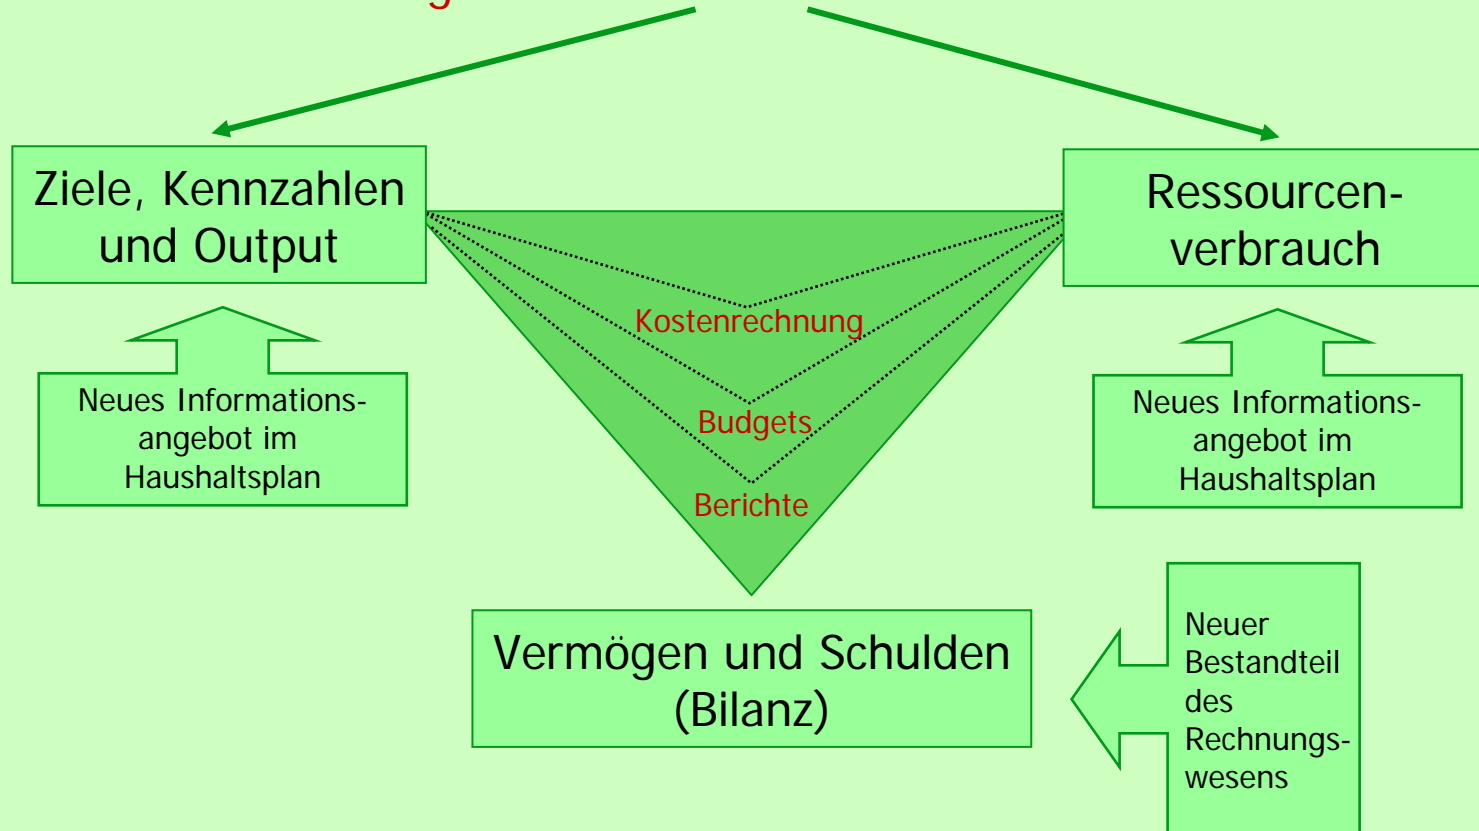 Ziele, Kennzahlen
und Output
Ressourcen-
verbrauch
Kostenrechnung
Budgets
Berichte
Neues Informations-
angebot im
Haushaltsplan
Neues Informations-
angebot im
Haushaltsplan
Vermögen und Schulden
(Bilanz)
Neuer
Bestandteil
des
Rechnungs-
wesens